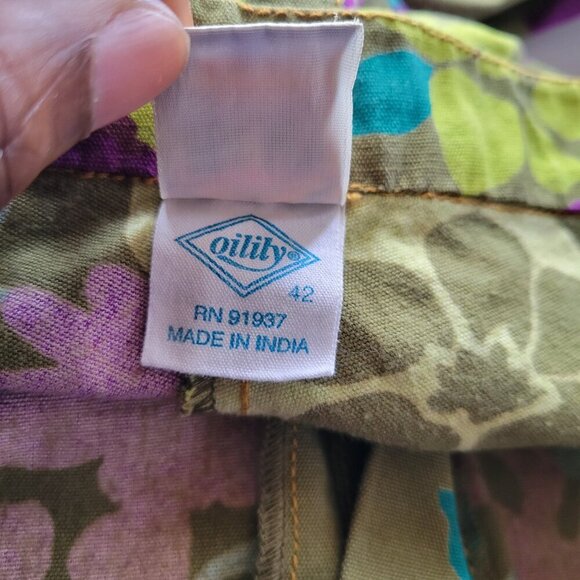 oilily®
42
RN 91937
MADE IN INDIA